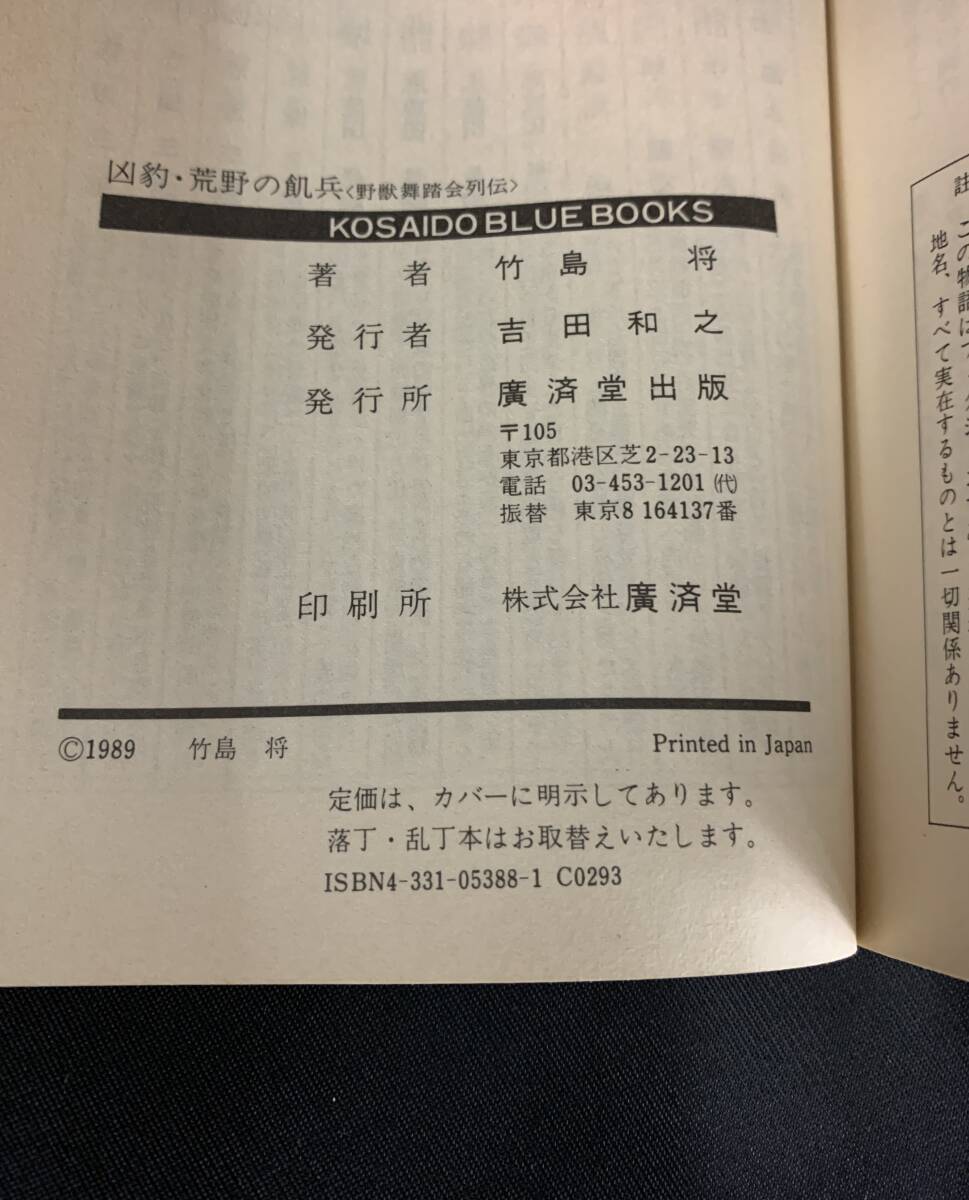 凶豹・荒野の飢兵〈野獣舞踏会列伝〉
KOSAIDO BLUE BOOKS
著者 竹島 将
発行者 吉田和之
発行所 廣済堂出版
〒105
東京都港区芝2-23-13
電話 03-453-1201㈹
振替 東京8 164137番
印刷所 株式会社廣済堂
©1989 竹島 将
Printed in Japan
定価は、カバーに明示してあります。
落丁・乱丁本はお取替えいたします。
ISBN4-331-05388-1 C0293
註 この物語は
地名、すべて実在するものとは一切関係ありません。